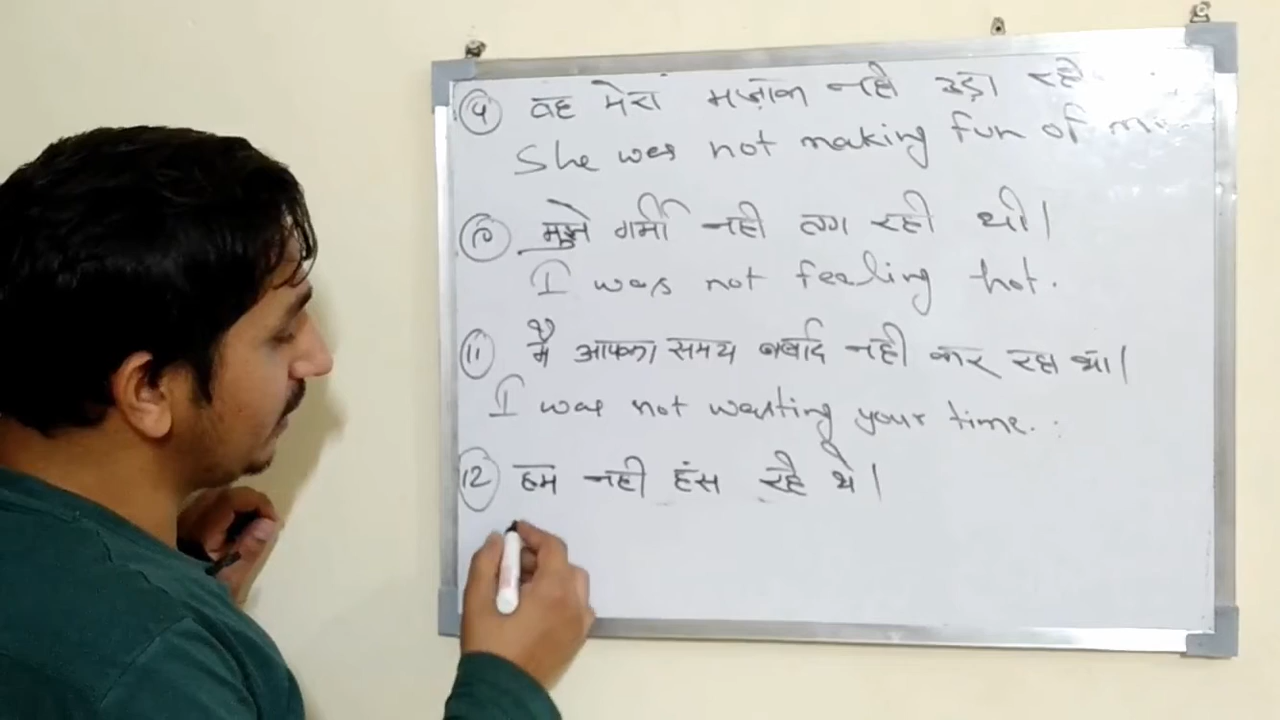 ९ वह मेरा मज़ाक नही उड़ा रही
She was not making fun of
10 मुझे गर्मी नही लग रही थी।
I was not feeling hot.
11 मै आपका समय बर्बाद नही कर रहा था।
I was not wasting your time.
12 हम नही हंस रहे थे।